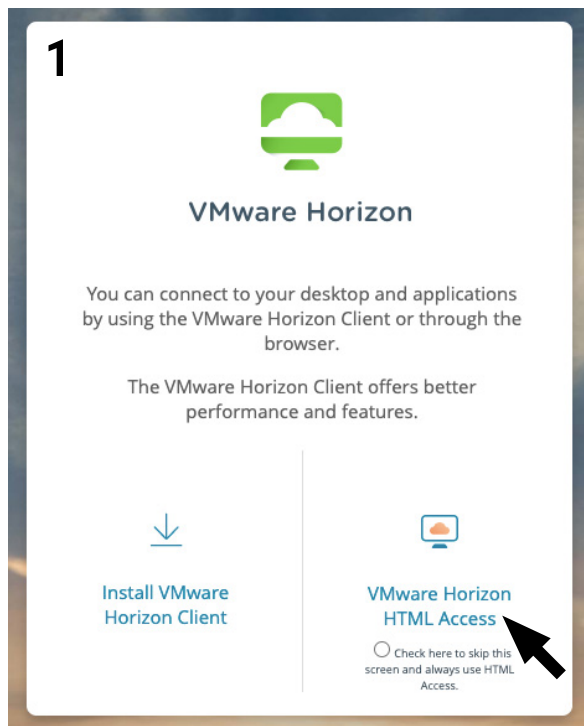 1
VMware Horizon
You can connect to your desktop and applications
by using the VMware Horizon Client or through the
browser.
The VMware Horizon Client offers better
performance and features.
Install VMware
Horizon Client
VMware Horizon
HTML Access
Check here to skip this
screen and always use HTML
Access.